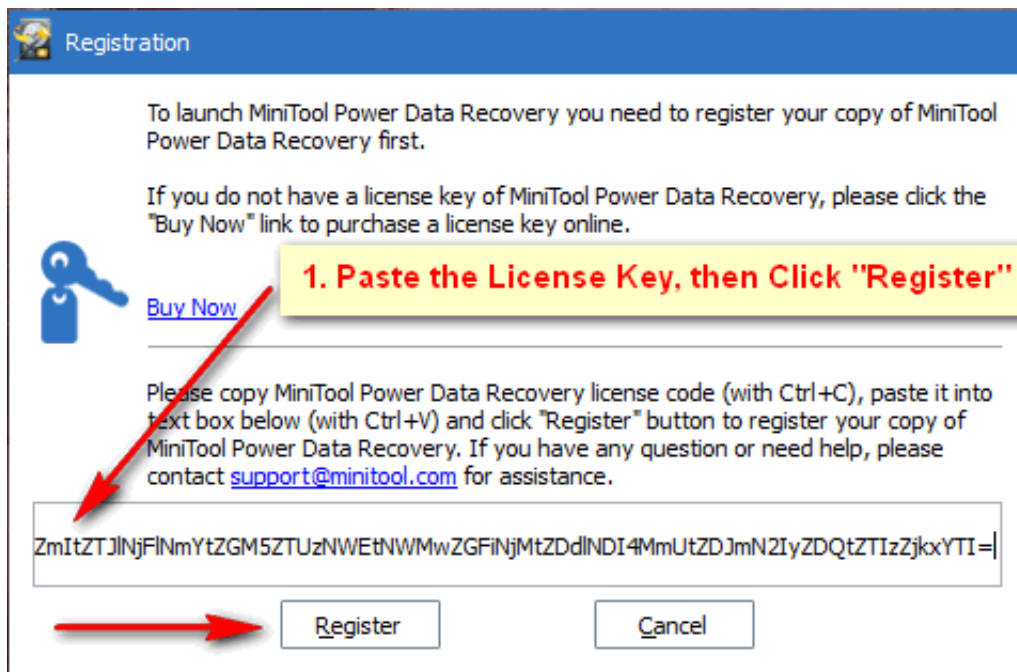 Registration
To launch MiniTool Power Data Recovery you need to register your copy of MiniTool
Power Data Recovery first.
If you do not have a license key of MiniTool Power Data Recovery, please click the
"Buy Now" link to purchase a license key online.
1. Paste the License Key, then Click "Register"
Buy Now
Please copy MiniTool Power Data Recovery license code (with Ctrl+C), paste it into
text box below (with Ctrl+V) and click "Register" button to register your copy of
MiniTool Power Data Recovery. If you have any question or need help, please
contact support@minitool.com for assistance.
ZmItZTJlNjFlNmYtZGM5ZTUzNWEtNWMwZGFiNjMtZDdlNDI4MmUtZDJmN2IyZDQtZTIzZjkxYTI=
Register
Cancel